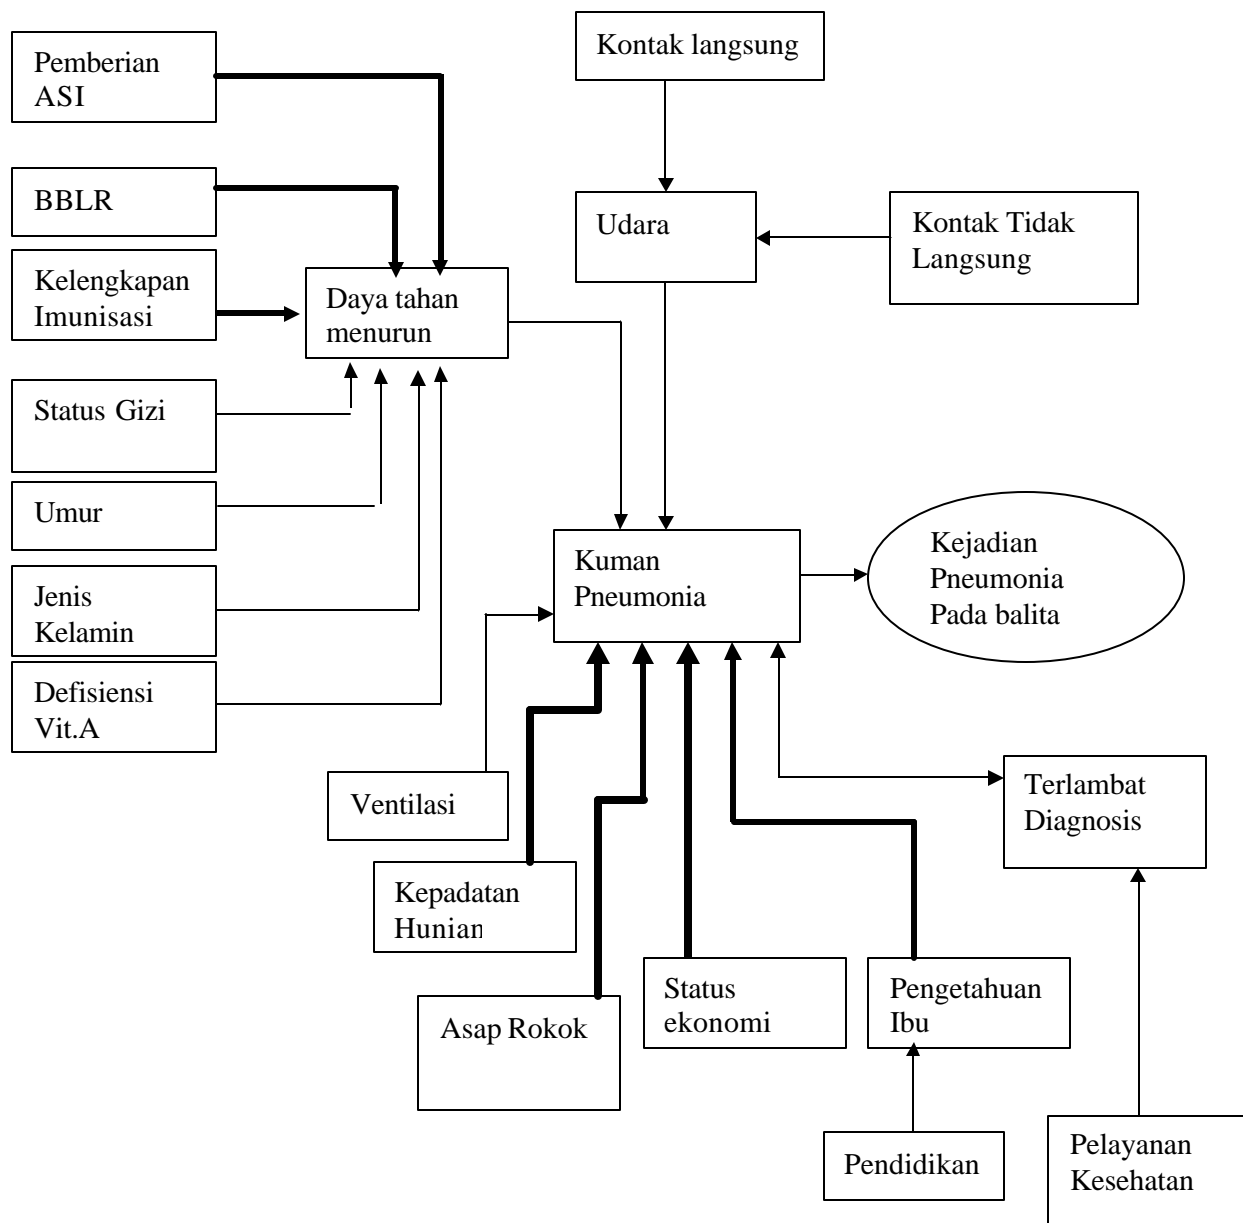 Kontak langsung
Pemberian
ASI
BBLR
Udara
Kontak Tidak
Langsung
Kelengkapan
Imunisasi
Daya tahan
menurun
Status Gizi
Umur
Kuman
Pneumonia
Kejadian
Pneumonia
Pada balita
Jenis
Kelamin
Defisiensi
Vit.A
Ventilasi
Terlambat
Diagnosis
Kepadatan
Hunian
Asap Rokok
Status
ekonomi
Pengetahuan
Ibu
Pendidikan
Pelayanan
Kesehatan